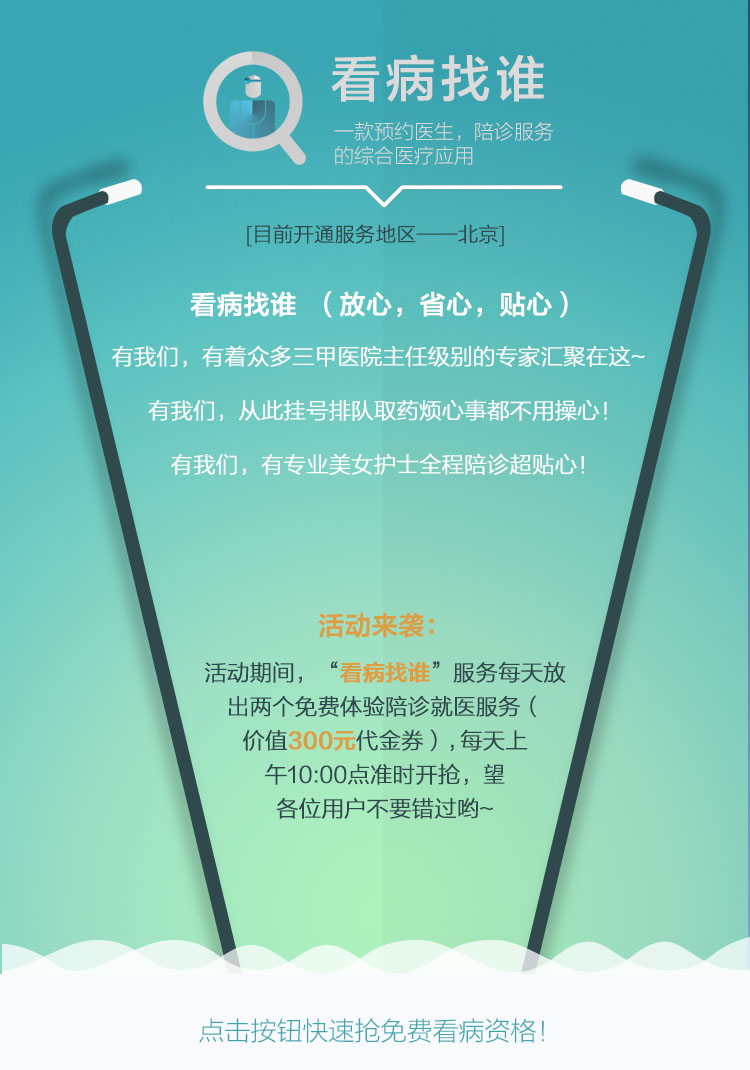 看病找谁
一款预约医生，陪诊服务
的综合医疗应用
[目前开通服务地区——北京]
看病找谁 （放心，省心，贴心）
有我们，有着众多三甲医院主任级别的专家汇聚在这~
有我们，从此挂号排队取药烦心事都不用操心！
有我们，有专业美女护士全程陪诊超贴心！
活动来袭：
活动期间，“看病找谁”服务每天放
出两个免费体验陪诊就医服务（
价值300元代金券），每天上
午10:00点准时开抢，望
各位用户不要错过哟~
点击按钮快速抢免费看病资格！